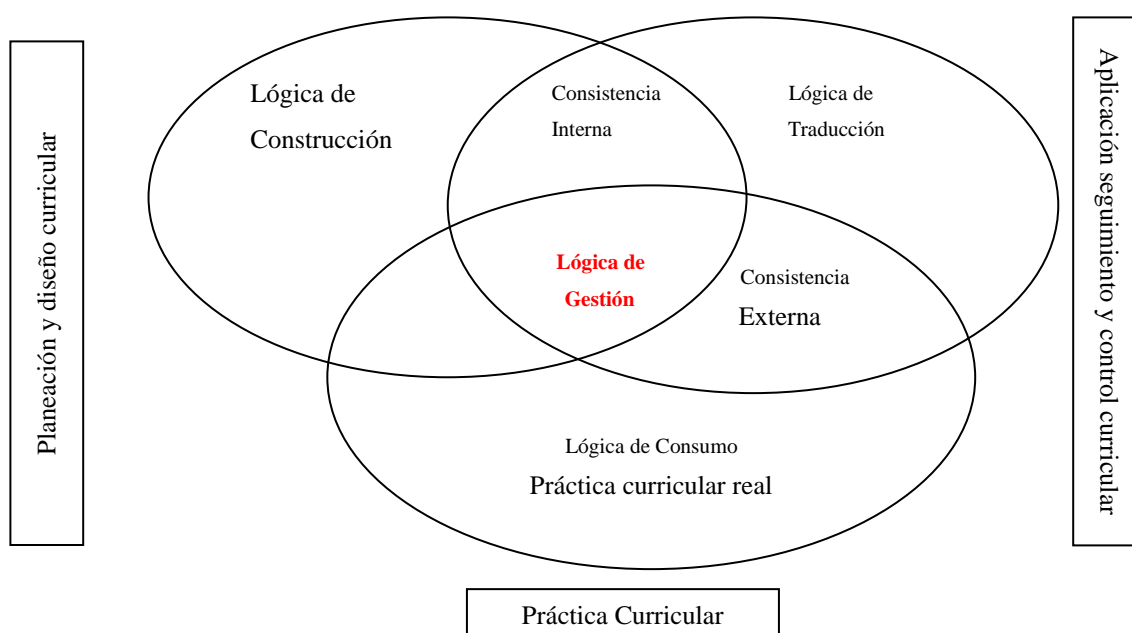 Planeación y diseño curricular
Lógica de
Construcción
Consistencia
Interna
Lógica de
Traducción
Lógica de
Gestión
Consistencia
Externa
Lógica de Consumo
Práctica curricular real
Aplicación seguimiento y control curricular
Práctica Curricular